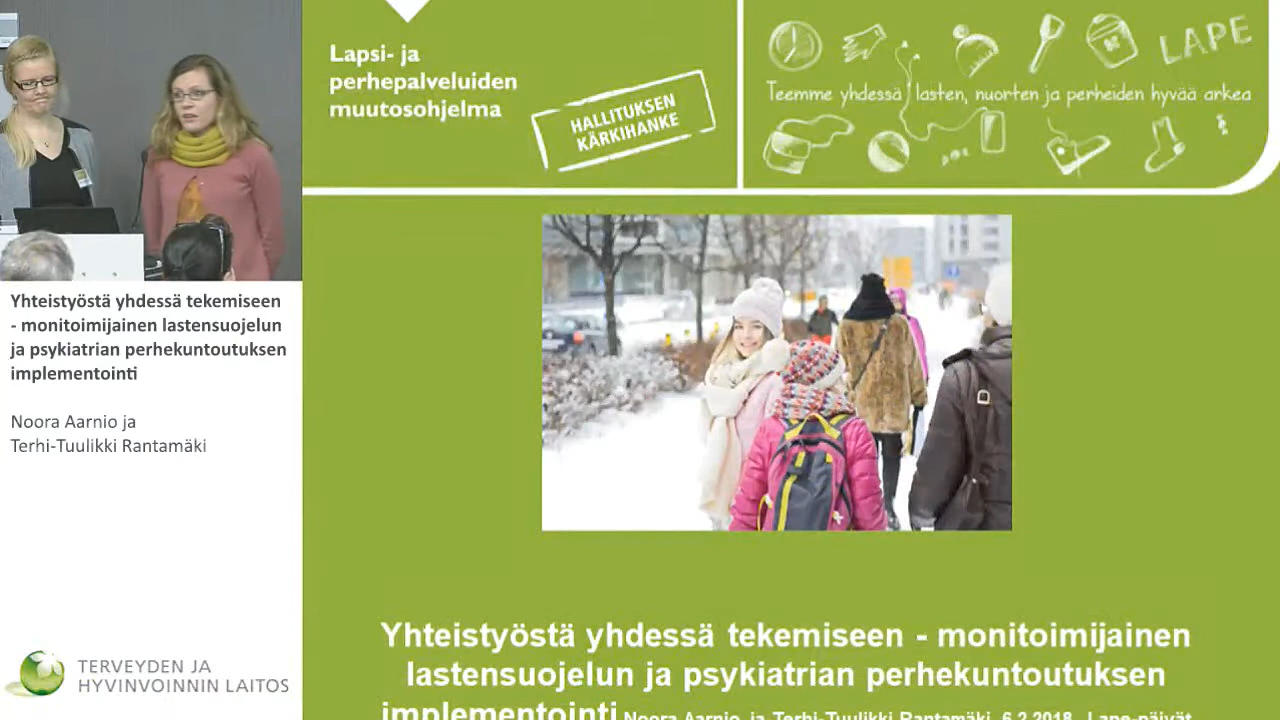 Yhteistyöstä yhdessä tekemiseen
- monitoimijainen lastensuojelun
ja psykiatrian perhekuntoutuksen
implementointi
Noora Aarnio ja
Terhi-Tuulikki Rantamäki
TERVEYDEN JA
HYVINVOINNIN LAITOS
Lapsi- ja
perhepalveluiden
muutosohjelma
HALLITUKSEN
KÄRKIHANKE
LAPE
Teemme yhdessä lasten, nuorten ja perheiden hyvää arkea
Yhteistyöstä yhdessä tekemiseen - monitoimijainen
lastensuojelun ja psykiatrian perhekuntoutuksen
implementointi Noora Aarnio ja Terhi-Tuulikki Rantamäki, 6.2.2018, Lape-päivät